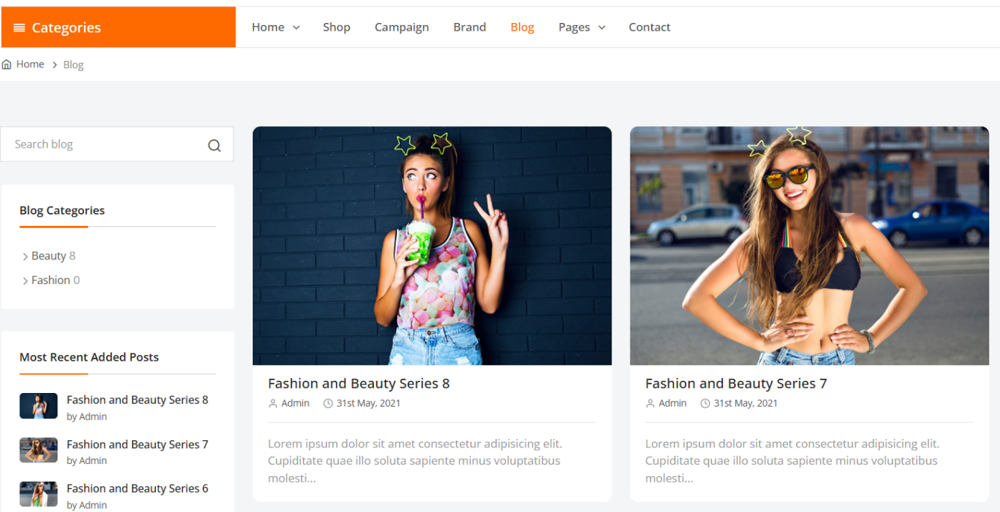 Categories
Home
Shop
Campaign
Brand
Blog
Pages
Contact
Home > Blog
Search blog
Blog Categories
Beauty 8
Fashion 0
Most Recent Added Posts
Fashion and Beauty Series 8
by Admin
Fashion and Beauty Series 7
by Admin
Fashion and Beauty Series 6
by Admin
Fashion and Beauty Series 8
Admin 31st May, 2021
Lorem ipsum dolor sit amet consectetur adipisicing elit.
Cupiditate quae illo soluta sapiente minus voluptatibus
molesti...
Fashion and Beauty Series 7
Admin 31st May, 2021
Lorem ipsum dolor sit amet consectetur adipisicing elit.
Cupiditate quae illo soluta sapiente minus voluptatibus
molesti...